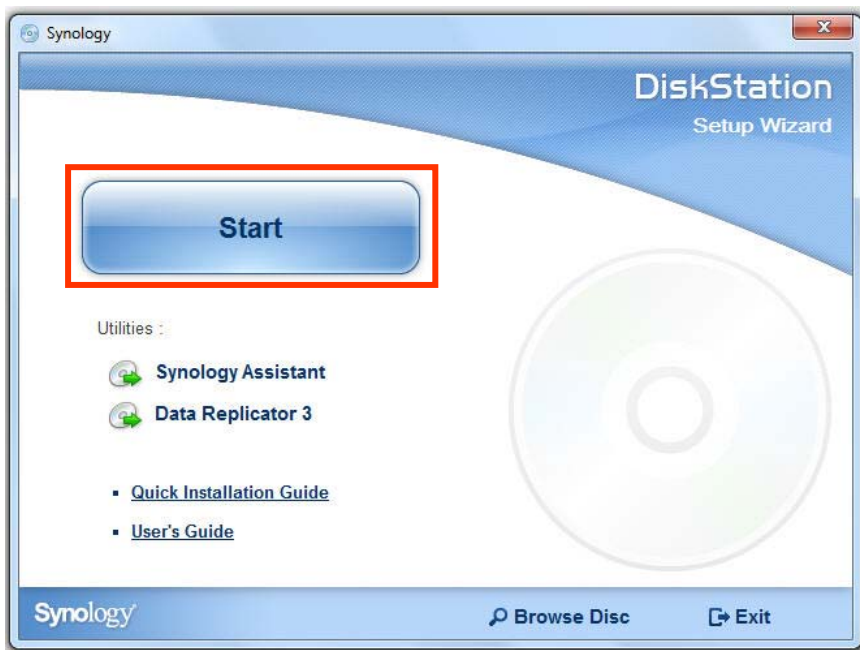 Synology
DiskStation
Setup Wizard
Start
Utilities :
Synology Assistant
Data Replicator 3
Quick Installation Guide
User's Guide
Synology
Browse Disc
Exit